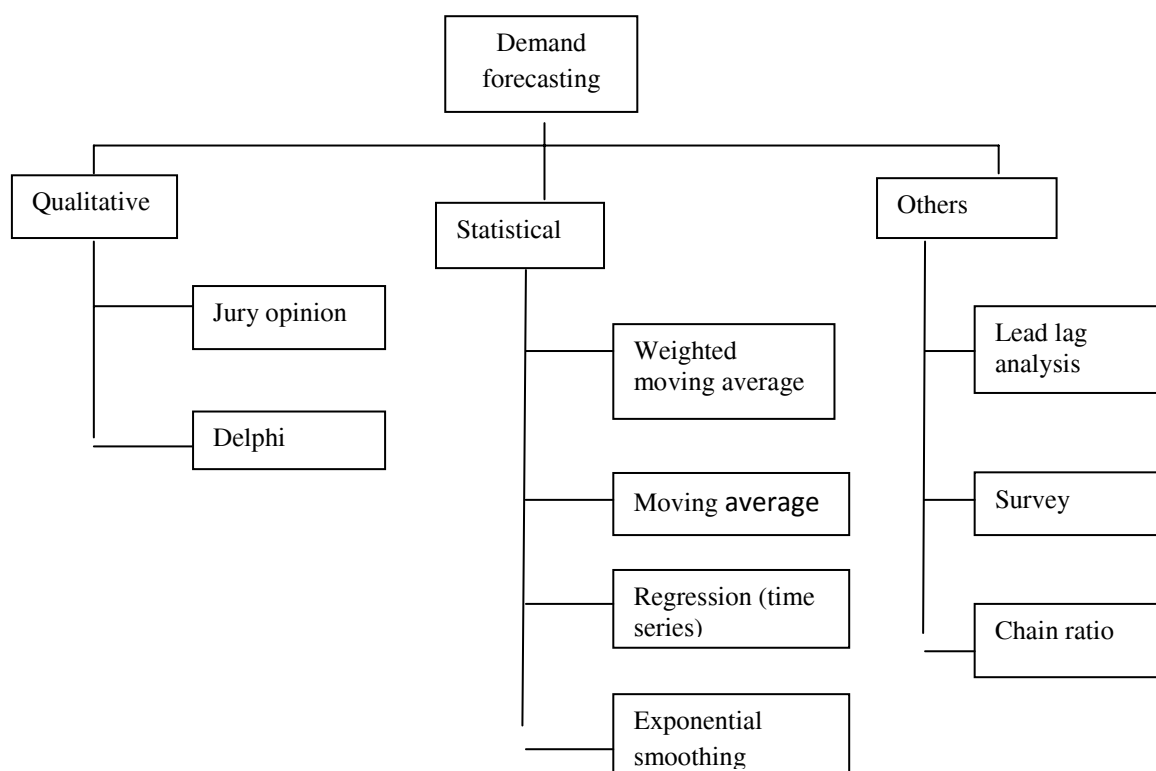 Demand
forecasting
Qualitative
Statistical
Others
Jury opinion
Delphi
Weighted
moving average
Moving average
Regression (time
series)
Exponential
smoothing
Lead lag
analysis
Survey
Chain ratio